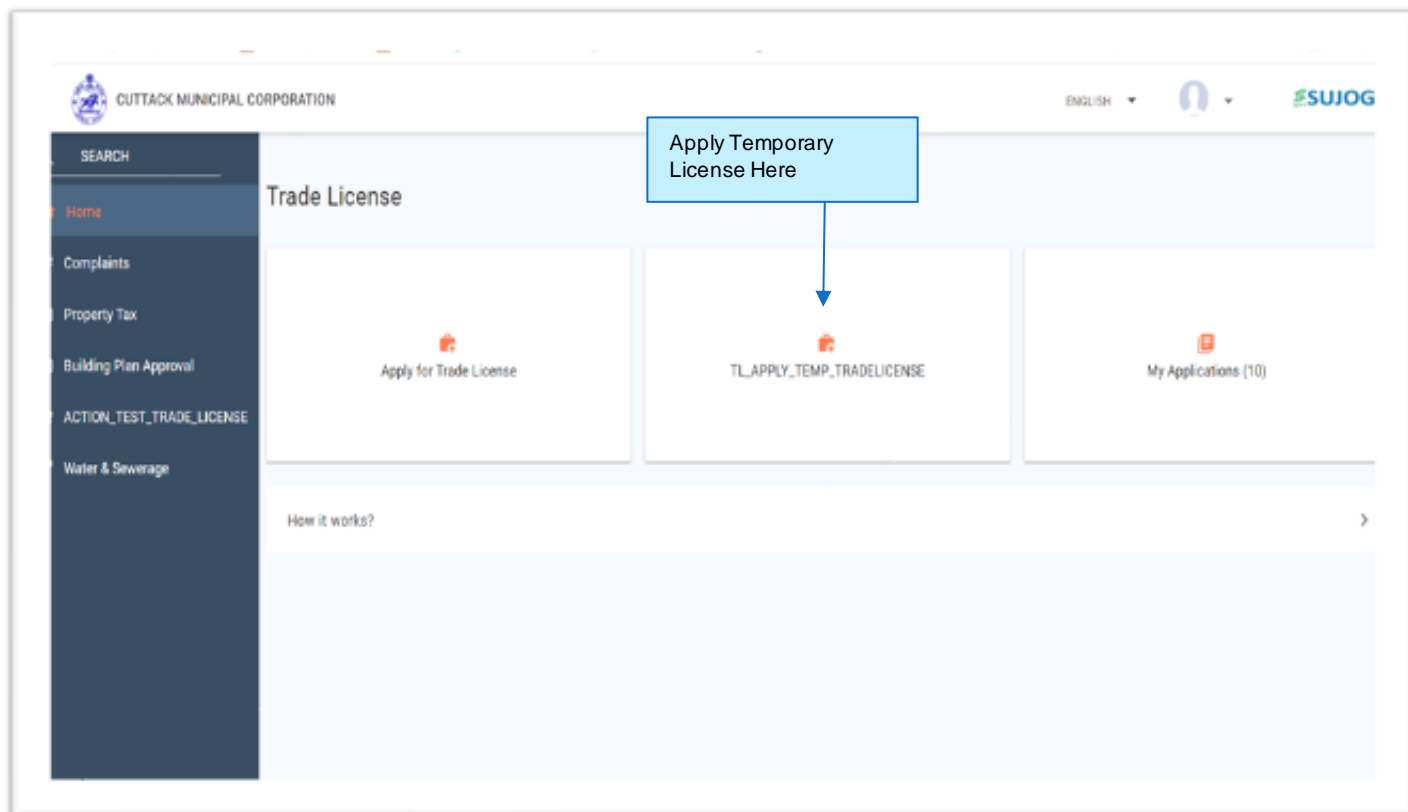 CUTTACK MUNICIPAL CORPORATION
ENGLISH
SUJOG
SEARCH
Apply Temporary
License Here
Trade License
Home
Complaints
Property Tax
Building Plan Approval
ACTION_TEST_TRADE_LICENSE
Water & Sewerage
Apply for Trade License
TL_APPLY_TEMP_TRADELICENSE
My Applications (10)
How it works?